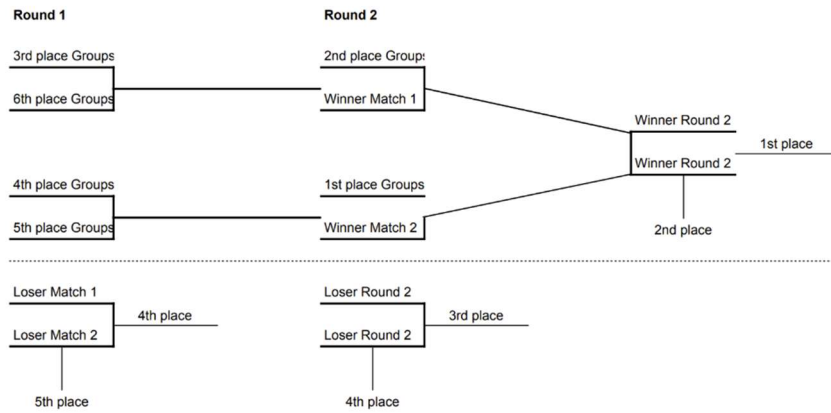 Round 1
Round 2
3rd place Groups
2nd place Groups
6th place Groups
Winner Match 1
Winner Round 2
1st place
Winner Round 2
4th place Groups
1st place Groups
5th place Groups
Winner Match 2
2nd place
Loser Match 1
Loser Round 2
4th place
3rd place
Loser Match 2
Loser Round 2
5th place
4th place